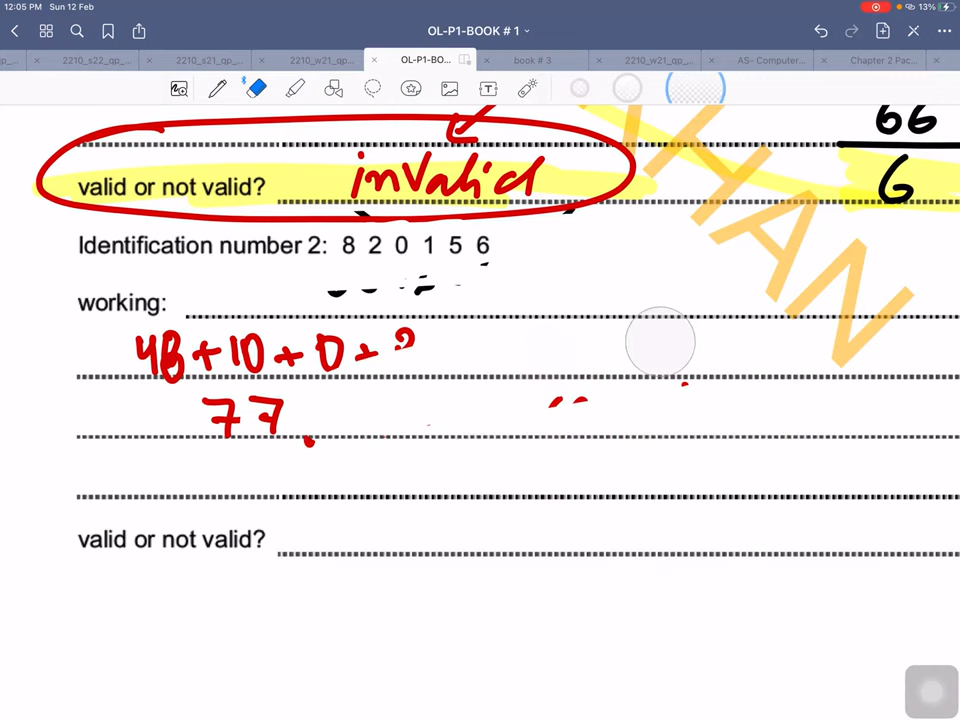 12:05 PM Sun 12 Feb 13%
OL-P1-BOOK # 1
2210_s22_qp_... 2210_s21_qp_... 2210_w21_qp... OL-P1-BO... book # 3 2210_w21_qp_... AS- Computer... Chapter 2 Pac...
66
valid or not valid? invalid 6
HAN
Identification number 2: 8 2 0 1 5 6
working:
48 + 10 + 0 +
77
valid or not valid?